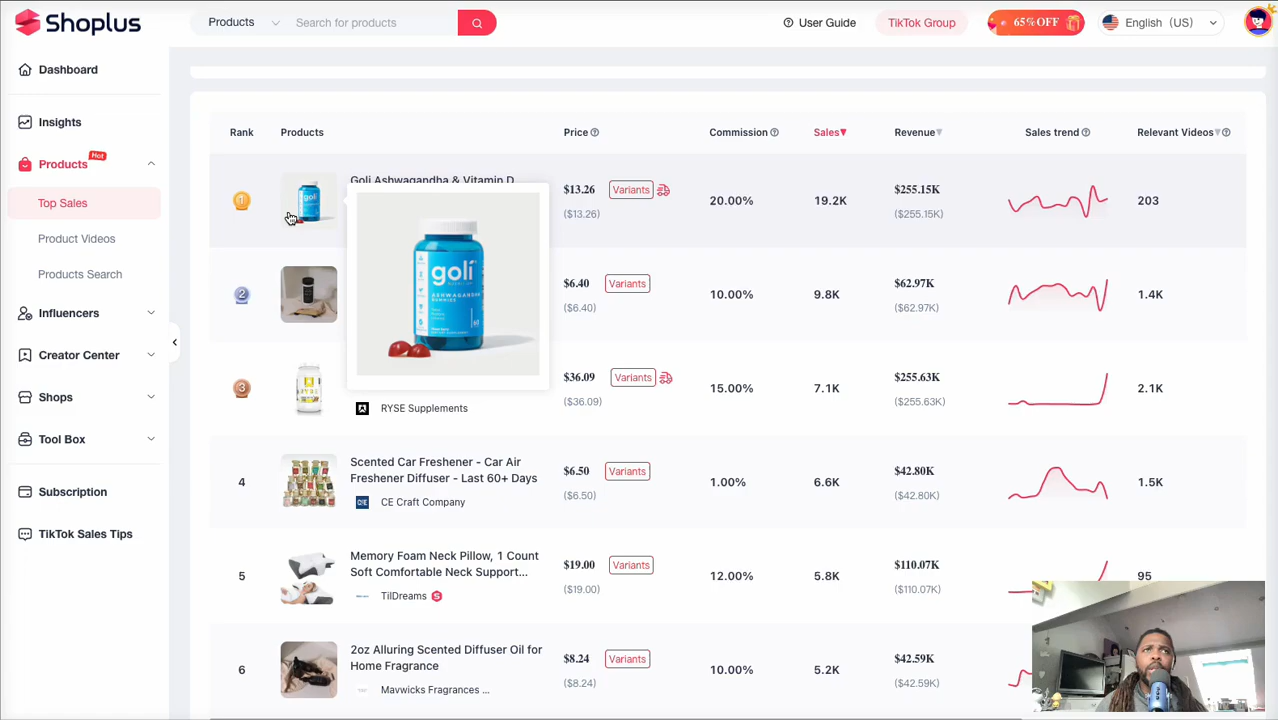 Shoplus
Products
Search for products
User Guide
TikTok Group
65%OFF
English (US)
Dashboard
Insights
Products
Hot
Top Sales
Product Videos
Products Search
Influencers
Creator Center
Shops
Tool Box
Subscription
TikTok Sales Tips
Rank Products Price Commission Sales Revenue Sales trend Relevant Videos
1
goli
Goli Ashwagandha & Vitamin D
$13.26 Variants
($13.26)
20.00%
19.2K
$255.15K
($255.15K)
203
goli
NUTRITION
ASHWAGANDHA
GUMMIES
60
2
$6.40 Variants
($6.40)
10.00%
9.8K
$62.97K
($62.97K)
1.4K
3
RYSE Supplements
$36.09 Variants
($36.09)
15.00%
7.1K
$255.63K
($255.63K)
2.1K
4
Scented Car Freshener - Car Air
Freshener Diffuser - Last 60+ Days
CE Craft Company
$6.50 Variants
($6.50)
1.00%
6.6K
$42.80K
($42.80K)
1.5K
5
Memory Foam Neck Pillow, 1 Count
Soft Comfortable Neck Support...
TilDreams
$19.00 Variants
($19.00)
12.00%
5.8K
$110.07K
($110.07K)
95
6
2oz Alluring Scented Diffuser Oil for
Home Fragrance
Mavwicks Fragrances ...
$8.24 Variants
($8.24)
10.00%
5.2K
$42.59K
($42.59K)